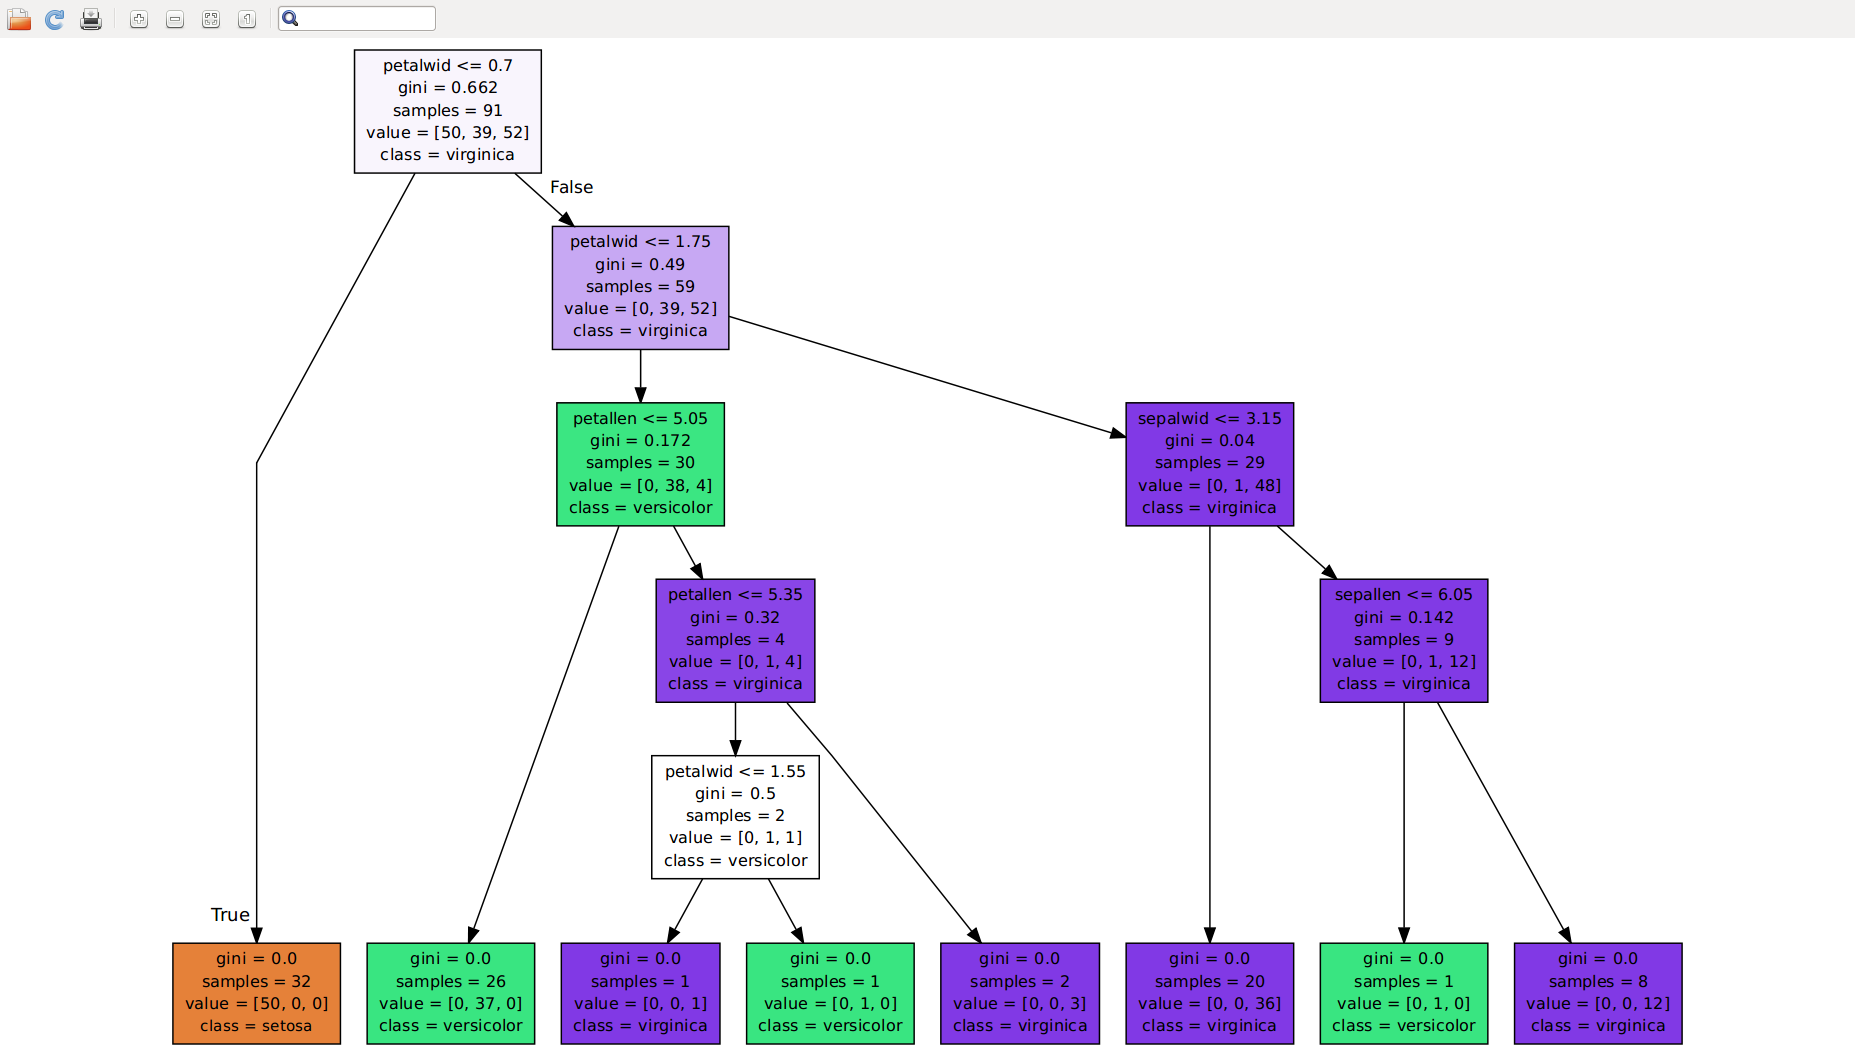 petalwid <= 0.7
gini = 0.662
samples = 91
value = [50, 39, 52]
class = virginica
False
petalwid <= 1.75
gini = 0.49
samples = 59
value = [0, 39, 52]
class = virginica
petallen <= 5.05
gini = 0.172
samples = 30
value = [0, 38, 4]
class = versicolor
sepalwid <= 3.15
gini = 0.04
samples = 29
value = [0, 1, 48]
class = virginica
petallen <= 5.35
gini = 0.32
samples = 4
value = [0, 1, 4]
class = virginica
sepallen <= 6.05
gini = 0.142
samples = 9
value = [0, 1, 12]
class = virginica
petalwid <= 1.55
gini = 0.5
samples = 2
value = [0, 1, 1]
class = versicolor
True
gini = 0.0
samples = 32
value = [50, 0, 0]
class = setosa
gini = 0.0
samples = 26
value = [0, 37, 0]
class = versicolor
gini = 0.0
samples = 1
value = [0, 0, 1]
class = virginica
gini = 0.0
samples = 1
value = [0, 1, 0]
class = versicolor
gini = 0.0
samples = 2
value = [0, 0, 3]
class = virginica
gini = 0.0
samples = 20
value = [0, 0, 36]
class = virginica
gini = 0.0
samples = 1
value = [0, 1, 0]
class = versicolor
gini = 0.0
samples = 8
value = [0, 0, 12]
class = virginica